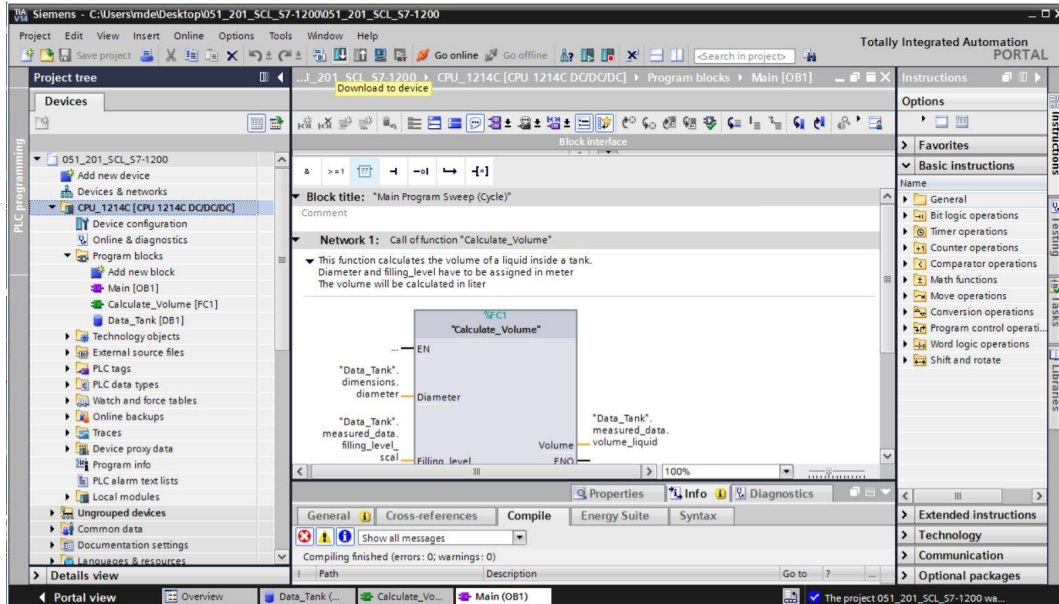 TIA V14 Siemens - C:\Users\mde\Desktop\051_201_SCL_S7-1200\051_201_SCL_S7-1200
Project Edit View Insert Online Options Tools Window Help
Totally Integrated Automation
PORTAL
Save project Go online Go offline <Search in project>
Project tree
...1_201_SCL_S7-1200 CPU_1214C [CPU 1214C DC/DC/DC] Program blocks Main [OB1]
Download to device
Instructions
Devices
Options
PLC programming
Block interface
051_201_SCL_S7-1200
Add new device
Devices & networks
CPU_1214C [CPU 1214C DC/DC/DC]
Device configuration
Online & diagnostics
Program blocks
Add new block
Main [OB1]
Calculate_Volume [FC1]
Data_Tank [DB1]
Technology objects
External source files
PLC tags
PLC data types
Watch and force tables
Online backups
Traces
Device proxy data
Program info
PLC alarm text lists
Local modules
Ungrouped devices
Common data
Documentation settings
Languages & resources
Details view
& >=1 ??
Block title: "Main Program Sweep (Cycle)"
Comment
Network 1: Call of function "Calculate_Volume"
This function calculates the volume of a liquid inside a tank.
Diameter and filling_level have to be assigned in meter
The volume will be calculated in liter
%FC1
"Calculate_Volume"
... EN
"Data_Tank".
dimensions.
diameter Diameter
"Data_Tank".
measured_data.
filling_level_
scal Filling_level
"Data_Tank".
measured_data.
Volume volume_liquid
ENO
100%
Properties Info Diagnostics
General Cross-references Compile Energy Suite Syntax
Show all messages
Compiling finished (errors: 0; warnings: 0)
! Path Description Go to ? ...
Favorites
Basic instructions
Name
General
Bit logic operations
Timer operations
Counter operations
Comparator operations
Math functions
Move operations
Conversion operations
Program control operati...
Word logic operations
Shift and rotate
Extended instructions
Technology
Communication
Optional packages
Instructions
Testing
Tasks
Libraries
Portal view Overview Data_Tank (... Calculate_Vo... Main (OB1) The project 051_201_SCL_S7-1200 wa...